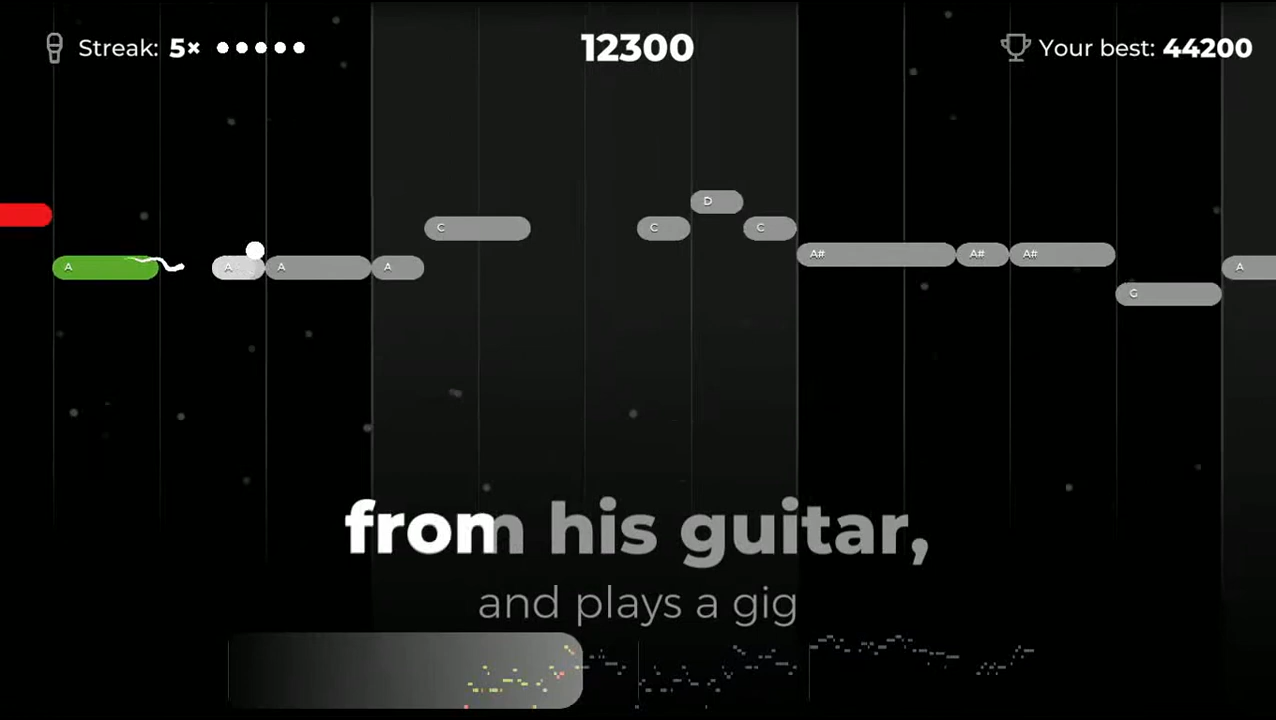 Streak: 5×
12300
Your best: 44200
D
C C C
A# A# A#
A A A A A
G
from his guitar,
and plays a gig